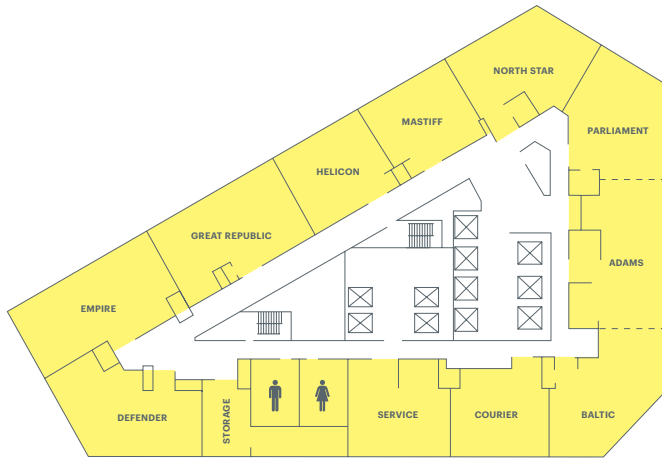 NORTH STAR
MASTIFF
PARLIAMENT
HELICON
GREAT REPUBLIC
ADAMS
EMPIRE
DEFENDER
STORAGE
SERVICE
COURIER
BALTIC